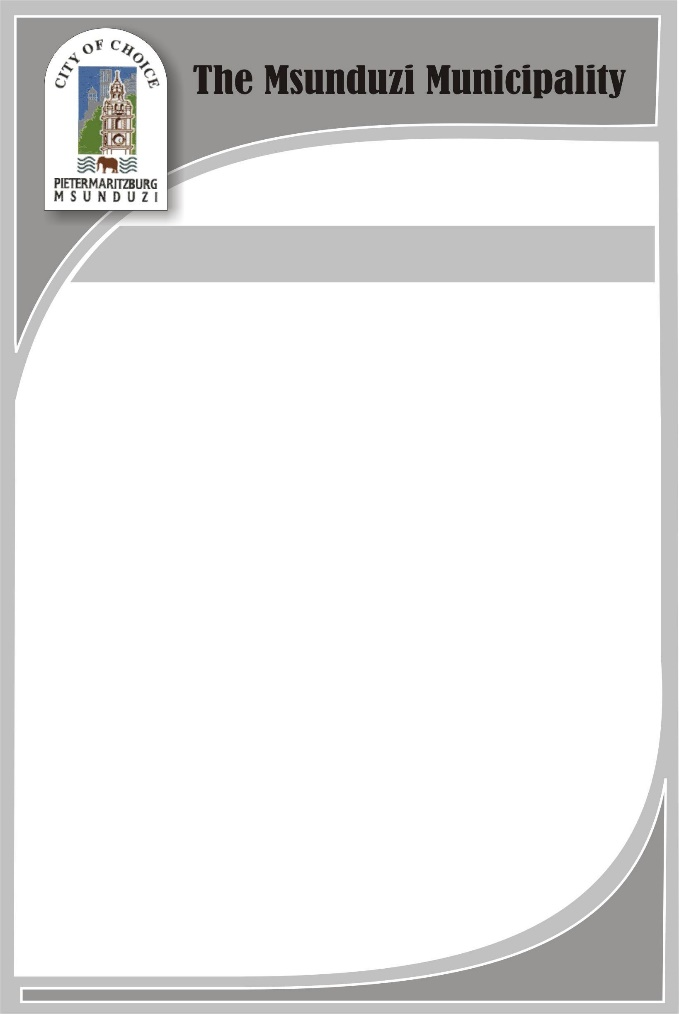 CITY OF CHOICE
The Msunduzi Municipality
PIETERMARITZBURG
MSUNDUZI